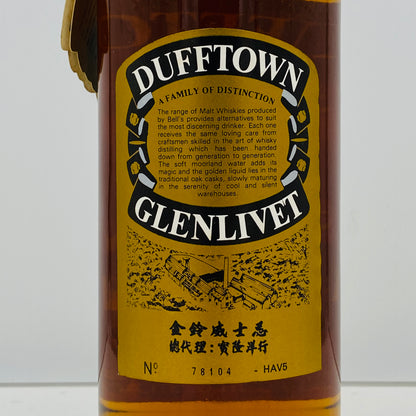 DUFFTOWN
A FAMILY OF DISTINCTION
The range of Malt Whiskies produced
by Bell's provides alternatives to suit
the most discerning drinker. Each one
receives the same loving care from
craftsmen skilled in the art of whisky
distilling which has been handed
down from generation to generation.
The soft moorland water adds its
magic and the golden liquid lies in the
traditional oak casks, slowly maturing
in the serenity of cool and silent
warehouses.
GLENLIVET
金鈴威士忌
總代理：寅隆洋行
Nº 78104 - HAV5